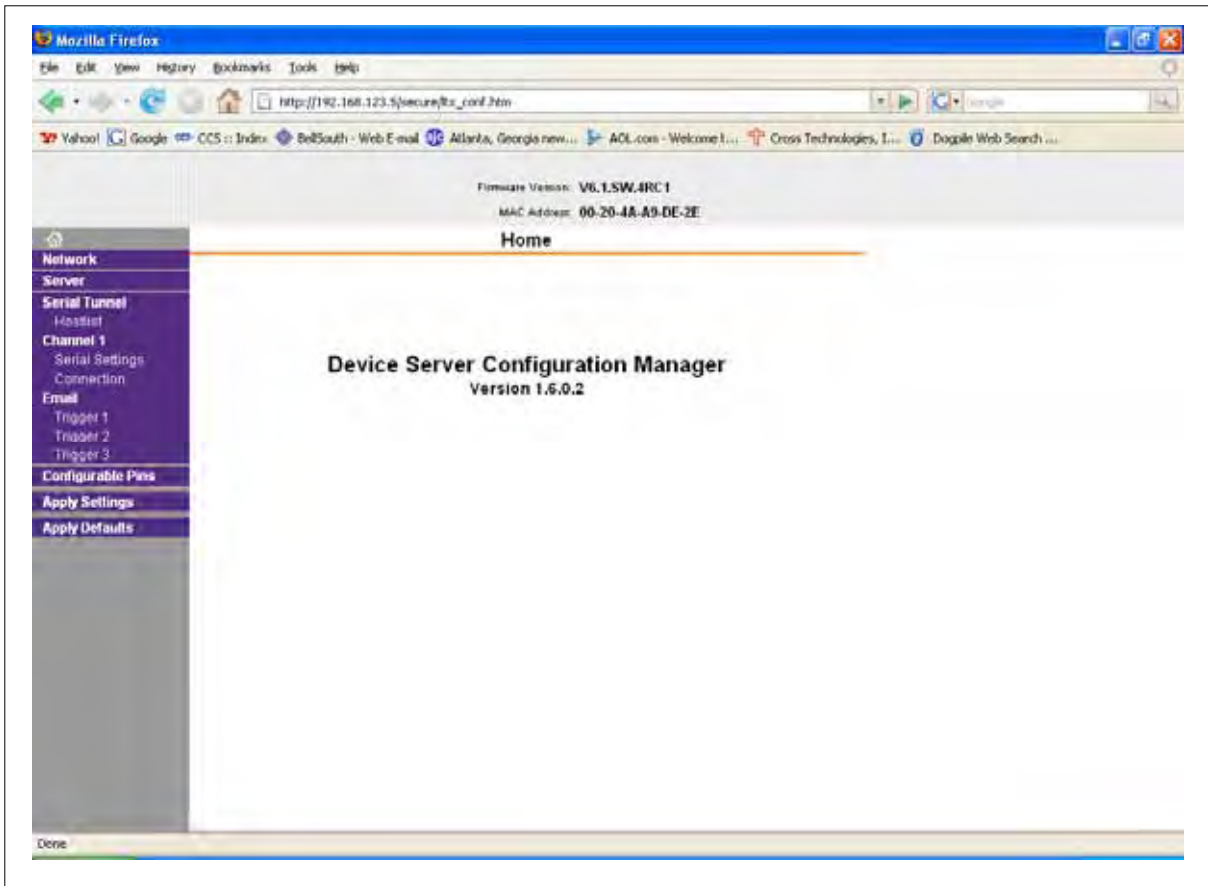 Mozilla Firefox
File Edit View History Bookmarks Tools Help
http://192.168.123.5/secure/ltx_conf.htm
Google
Yahoo! Google CCS :: Index BellSouth - Web E-mail Atlanta, Georgia new... AOL.com - Welcome t... Cross Technologies, I... Dogpile Web Search ...
Firmware Version: V6.1.SW.4RC1
MAC Address: 00-20-4A-A9-DE-2E
Home
Network
Server
Serial Tunnel
Hostlist
Channel 1
Serial Settings
Connection
Email
Trigger 1
Trigger 2
Trigger 3
Configurable Pins
Apply Settings
Apply Defaults
Device Server Configuration Manager
Version 1.6.0.2
Done